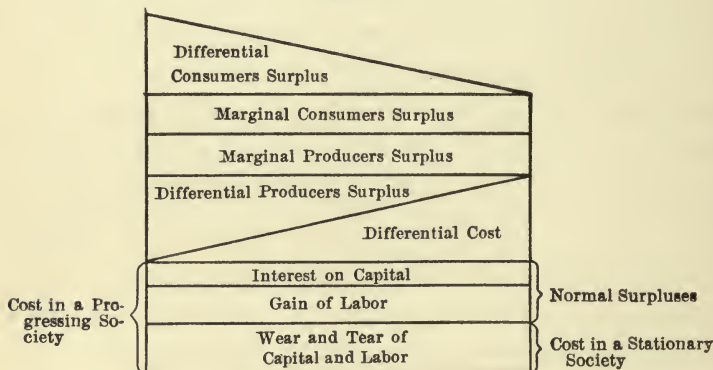 Differential
Consumers Surplus
Marginal Consumers Surplus
Marginal Producers Surplus
Differential Producers Surplus
Differential Cost
Interest on Capital
Gain of Labor
Normal Surpluses
Cost in a Pro-
gressing So-
ciety
Wear and Tear of
Capital and Labor
Cost in a Stationary
Society